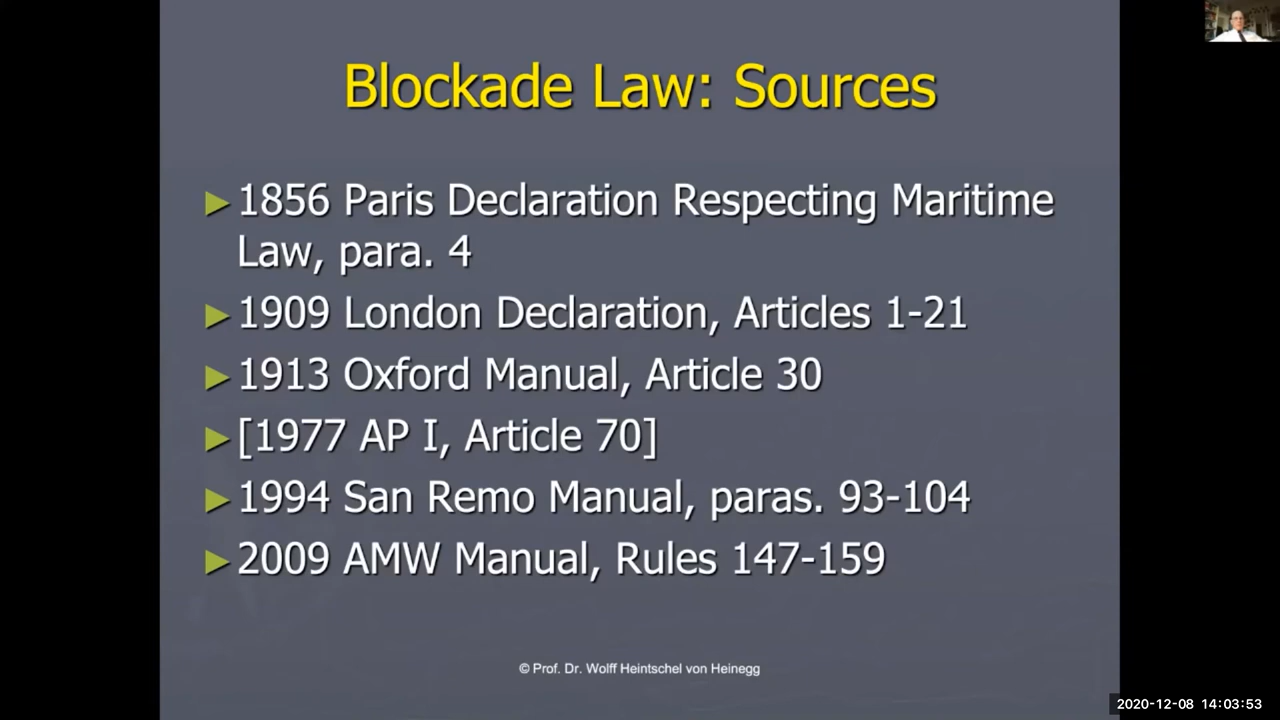 Blockade Law: Sources
1856 Paris Declaration Respecting Maritime
Law, para. 4
1909 London Declaration, Articles 1-21
1913 Oxford Manual, Article 30
[1977 AP I, Article 70]
1994 San Remo Manual, paras. 93-104
2009 AMW Manual, Rules 147-159
© Prof. Dr. Wolff Heintschel von Heinegg
2020-12-08 14:03:53